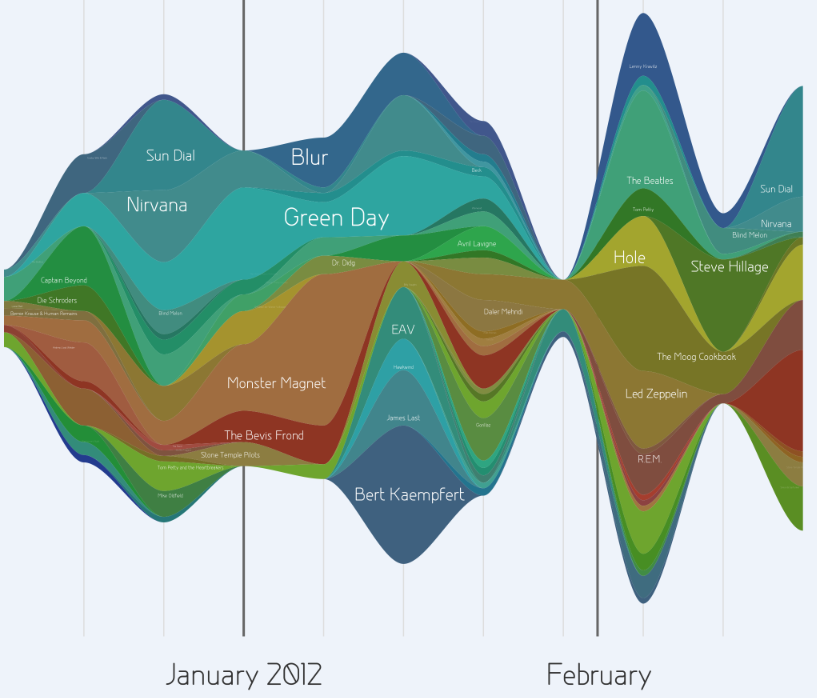 Lenny Kravitz
Sun Dial
Blur
Beck
The Beatles
Sun Dial
Nirvana
Green Day
Tom Petty
Nirvana
Blind Melon
Avril Lavigne
Hole
Steve Hillage
Captain Beyond
Dr. Didg
Die Schroders
Blind Melon
Daler Mehndi
EAV
The Moog Cookbook
Hawkwind
Monster Magnet
Led Zeppelin
James Last
The Bevis Frond
Stone Temple Pilots
R.E.M.
Tom Petty and the Heartbreakers
Bert Kaempfert
Mike Oldfield
January 2012
February